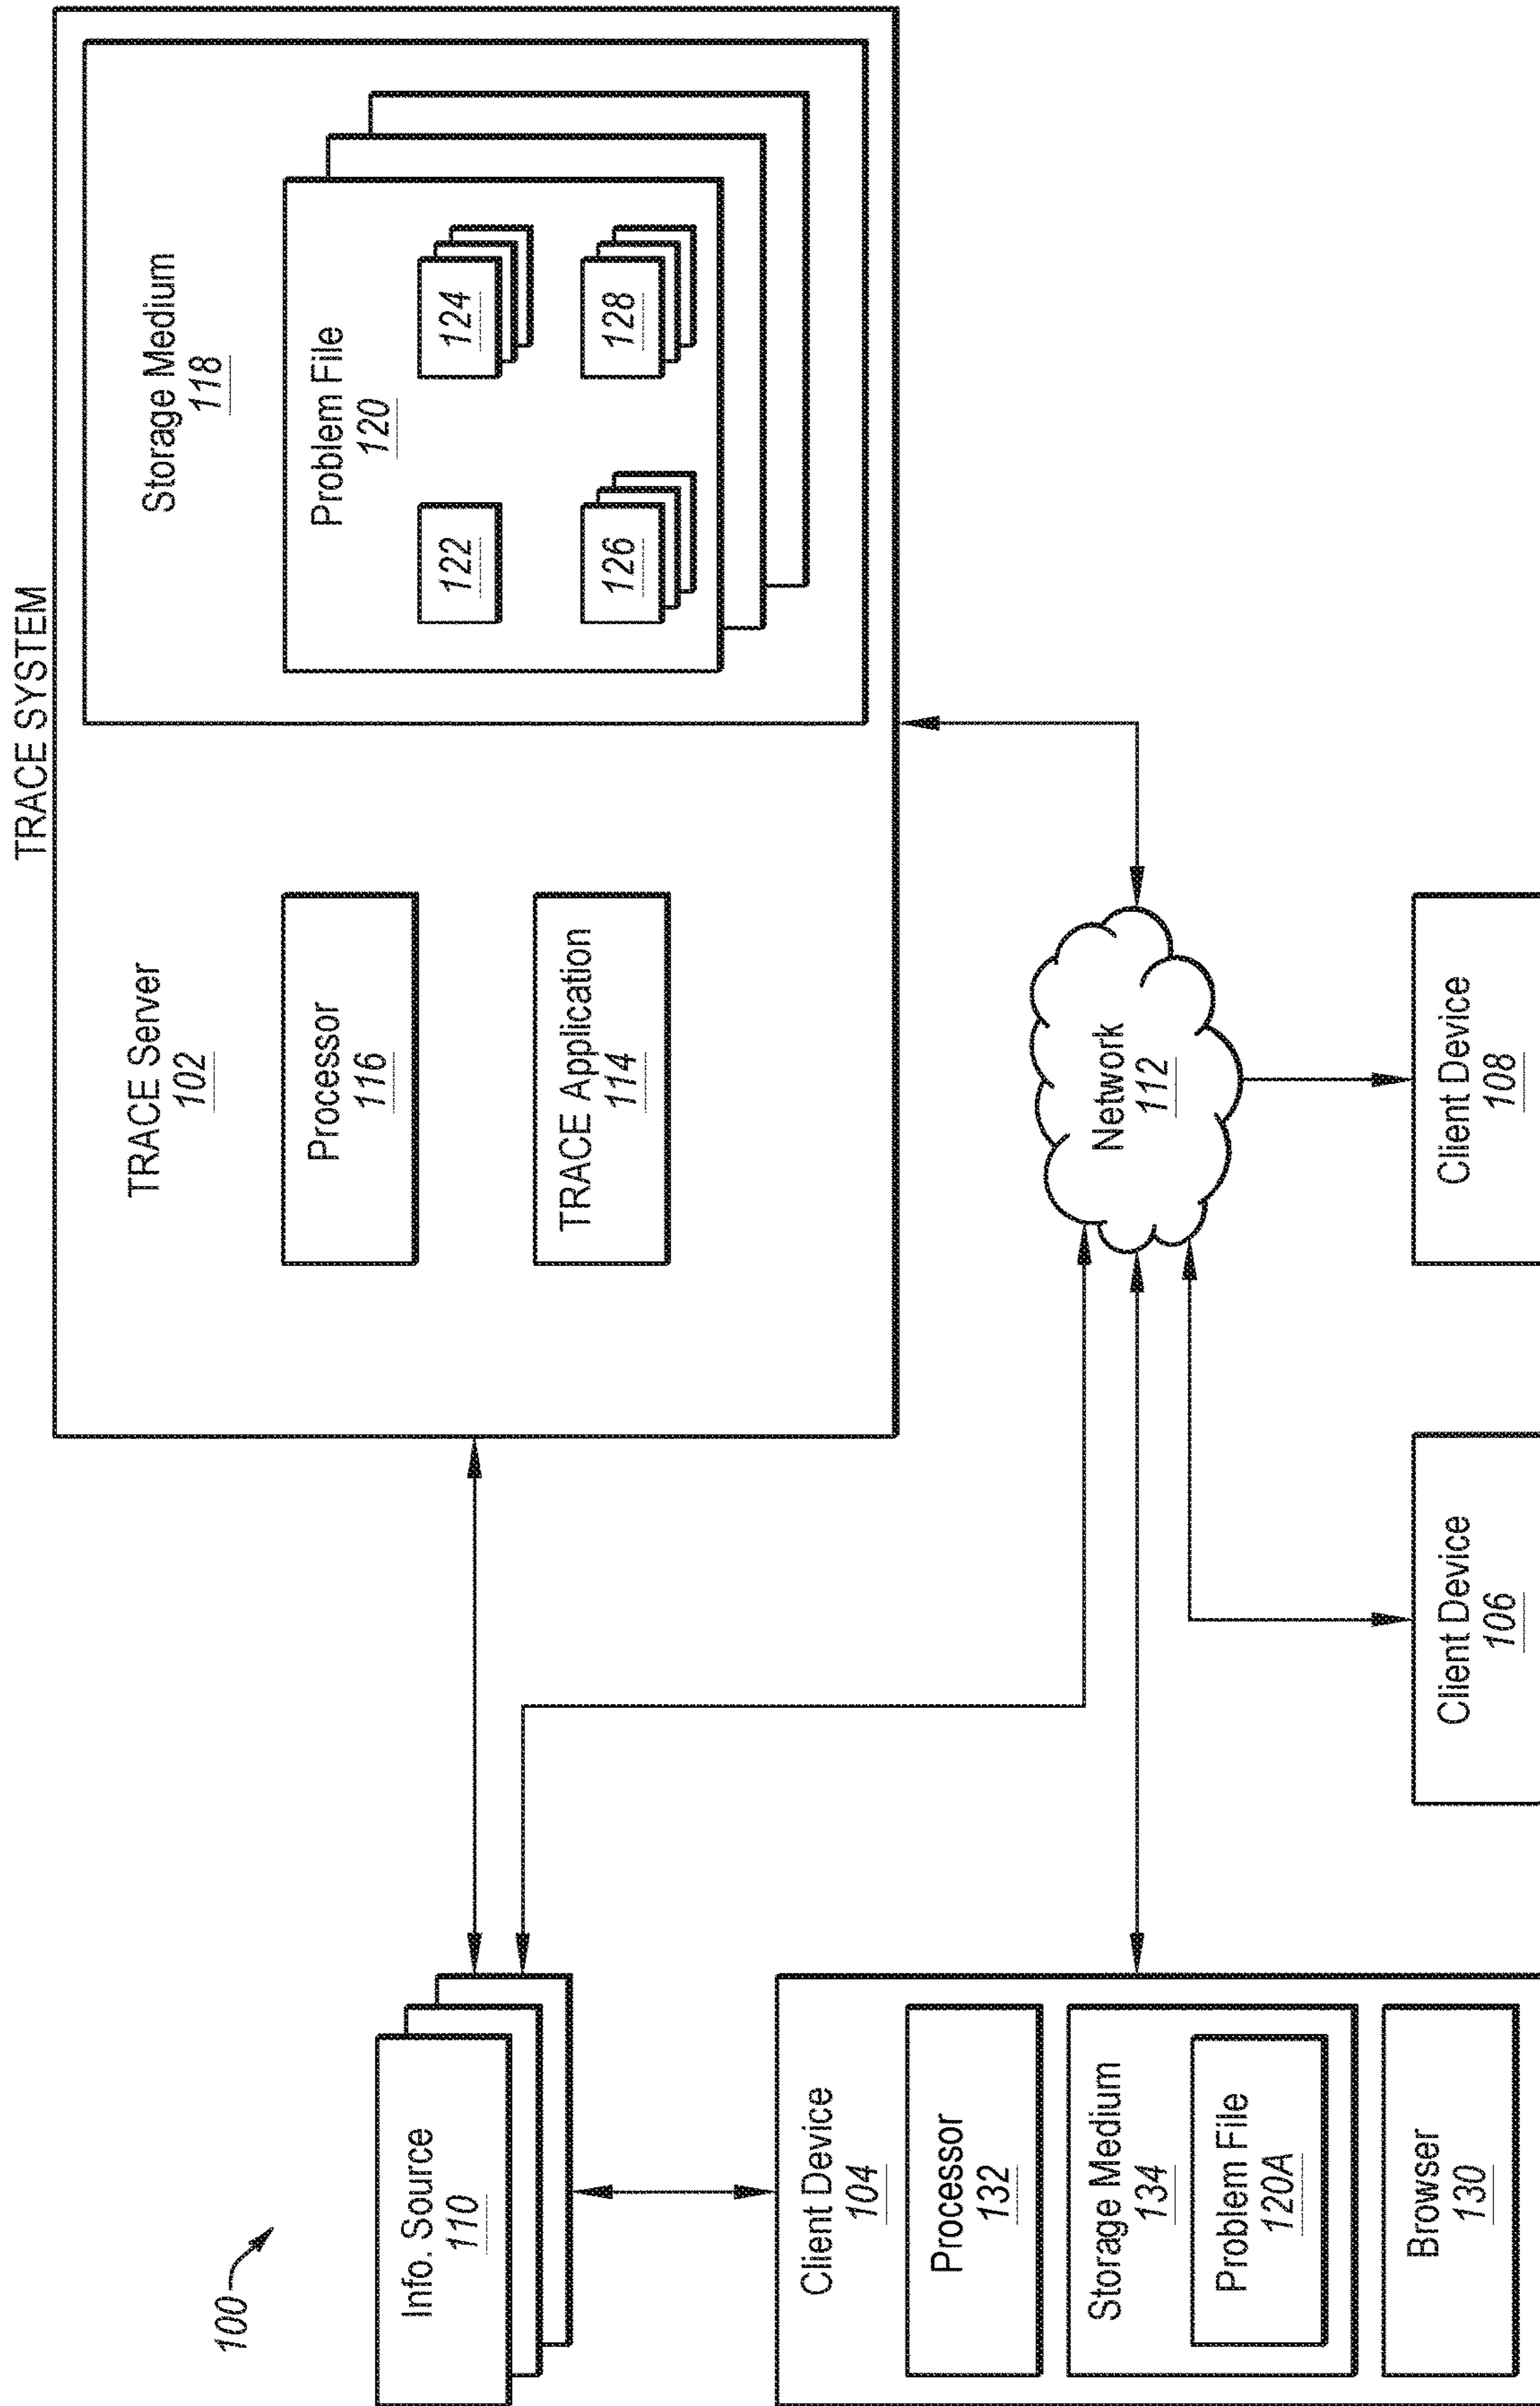 TRACE SYSTEM
100
Info. Source
110
TRACE Server
102
Processor
116
TRACE Application
114
Storage Medium
118
Problem File
120
122
124
126
128
Client Device
104
Processor
132
Storage Medium
134
Problem File
120A
Browser
130
Network
112
Client Device
106
Client Device
108